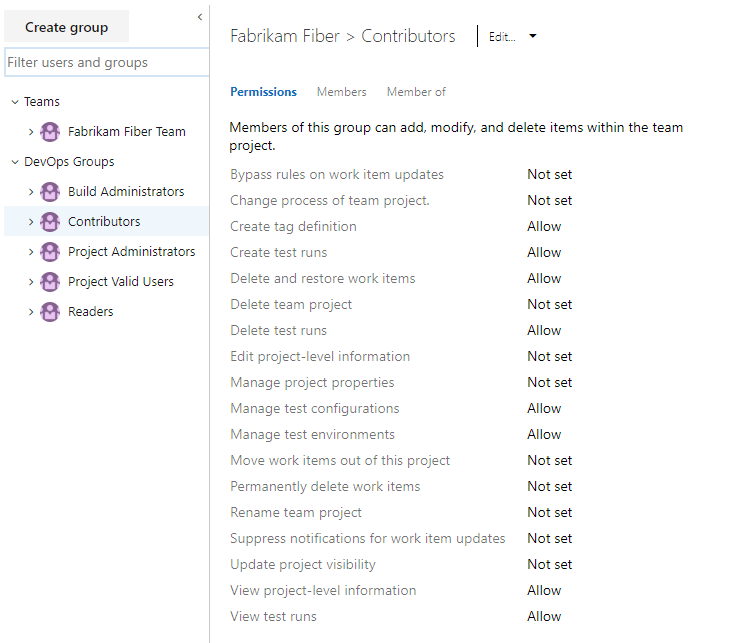 Create group
Filter users and groups
Teams
Fabrikam Fiber Team
DevOps Groups
Build Administrators
Contributors
Project Administrators
Project Valid Users
Readers
Fabrikam Fiber > Contributors
Edit...
Permissions Members Member of
Members of this group can add, modify, and delete items within the team
project.
Bypass rules on work item updates Not set
Change process of team project. Not set
Create tag definition Allow
Create test runs Allow
Delete and restore work items Allow
Delete team project Not set
Delete test runs Allow
Edit project-level information Not set
Manage project properties Not set
Manage test configurations Allow
Manage test environments Allow
Move work items out of this project Not set
Permanently delete work items Not set
Rename team project Not set
Suppress notifications for work item updates Not set
Update project visibility Not set
View project-level information Allow
View test runs Allow